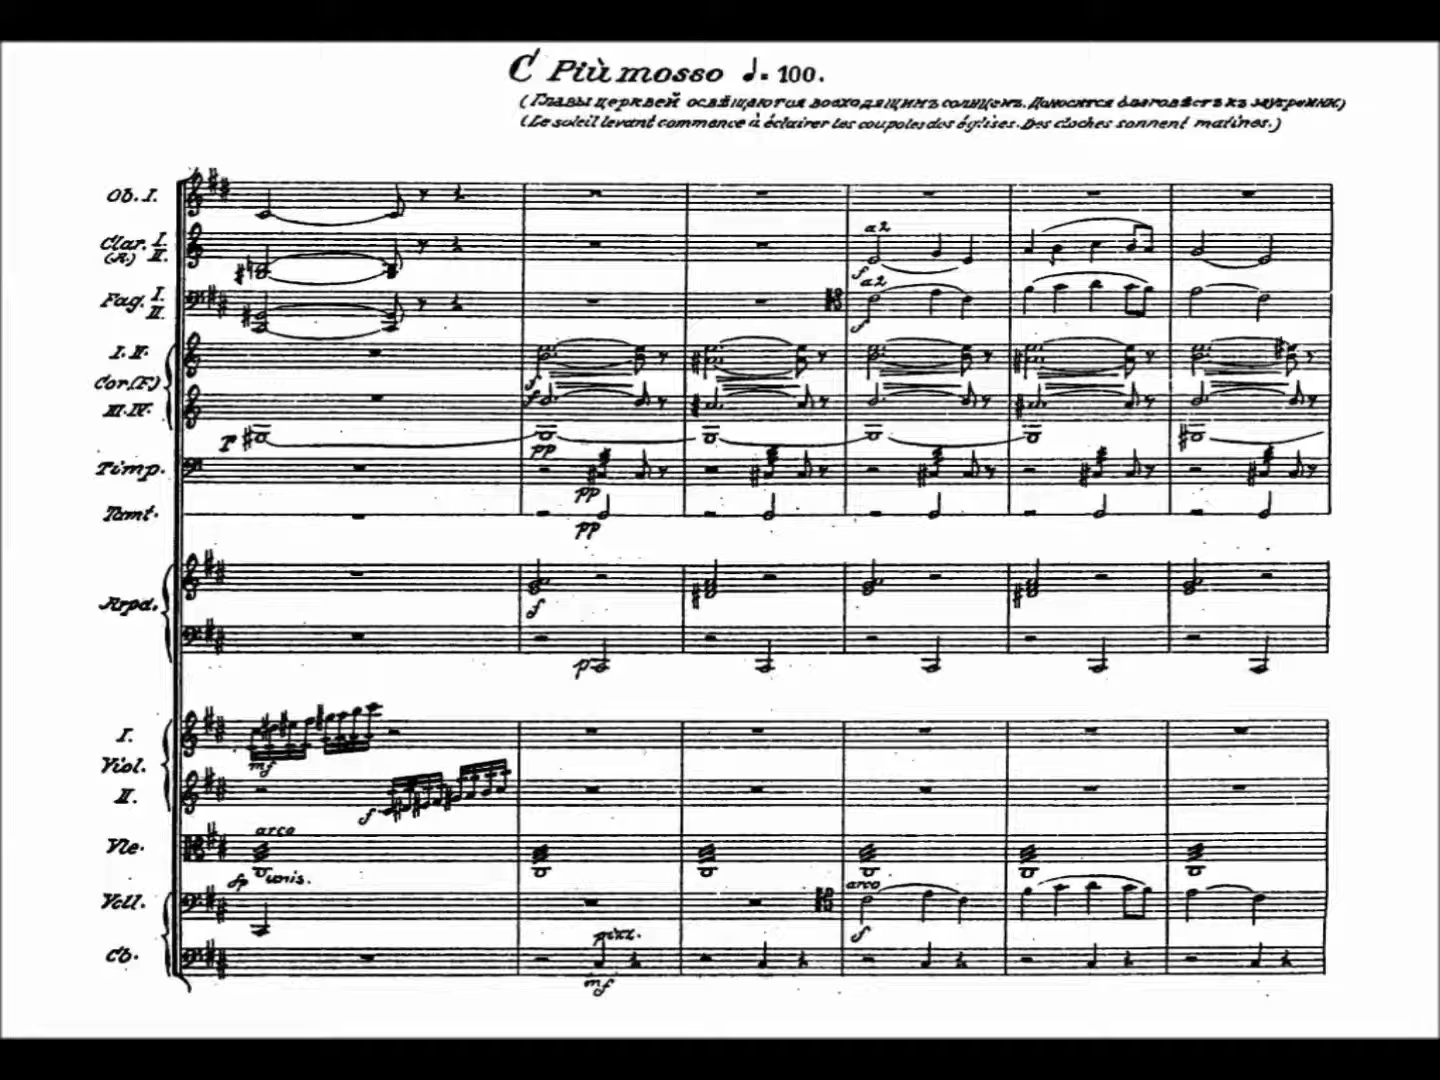 C Più mosso ♩= 100.
(Главы церквей освѣщаются восходящимъ солнцемъ. Доносится благовѣстъ къ заутрени.)
(Le soleil levant commence à éclairer les coupoles des églises. Des cloches sonnent matines.)
Ob. I.
Clar. I.
(A.) II.
a2
f
Fag. I.
II.
a2
f
I. II.
Cor. (F.)
f
f
III. IV.
p
pp
Timp.
pp
Tamt.
pp
Arpa.
f
p
I.
mf
Viol.
II.
f
arco
Vle.
fp unis.
arco
Vcll.
f
pizz.
Cb.
mf